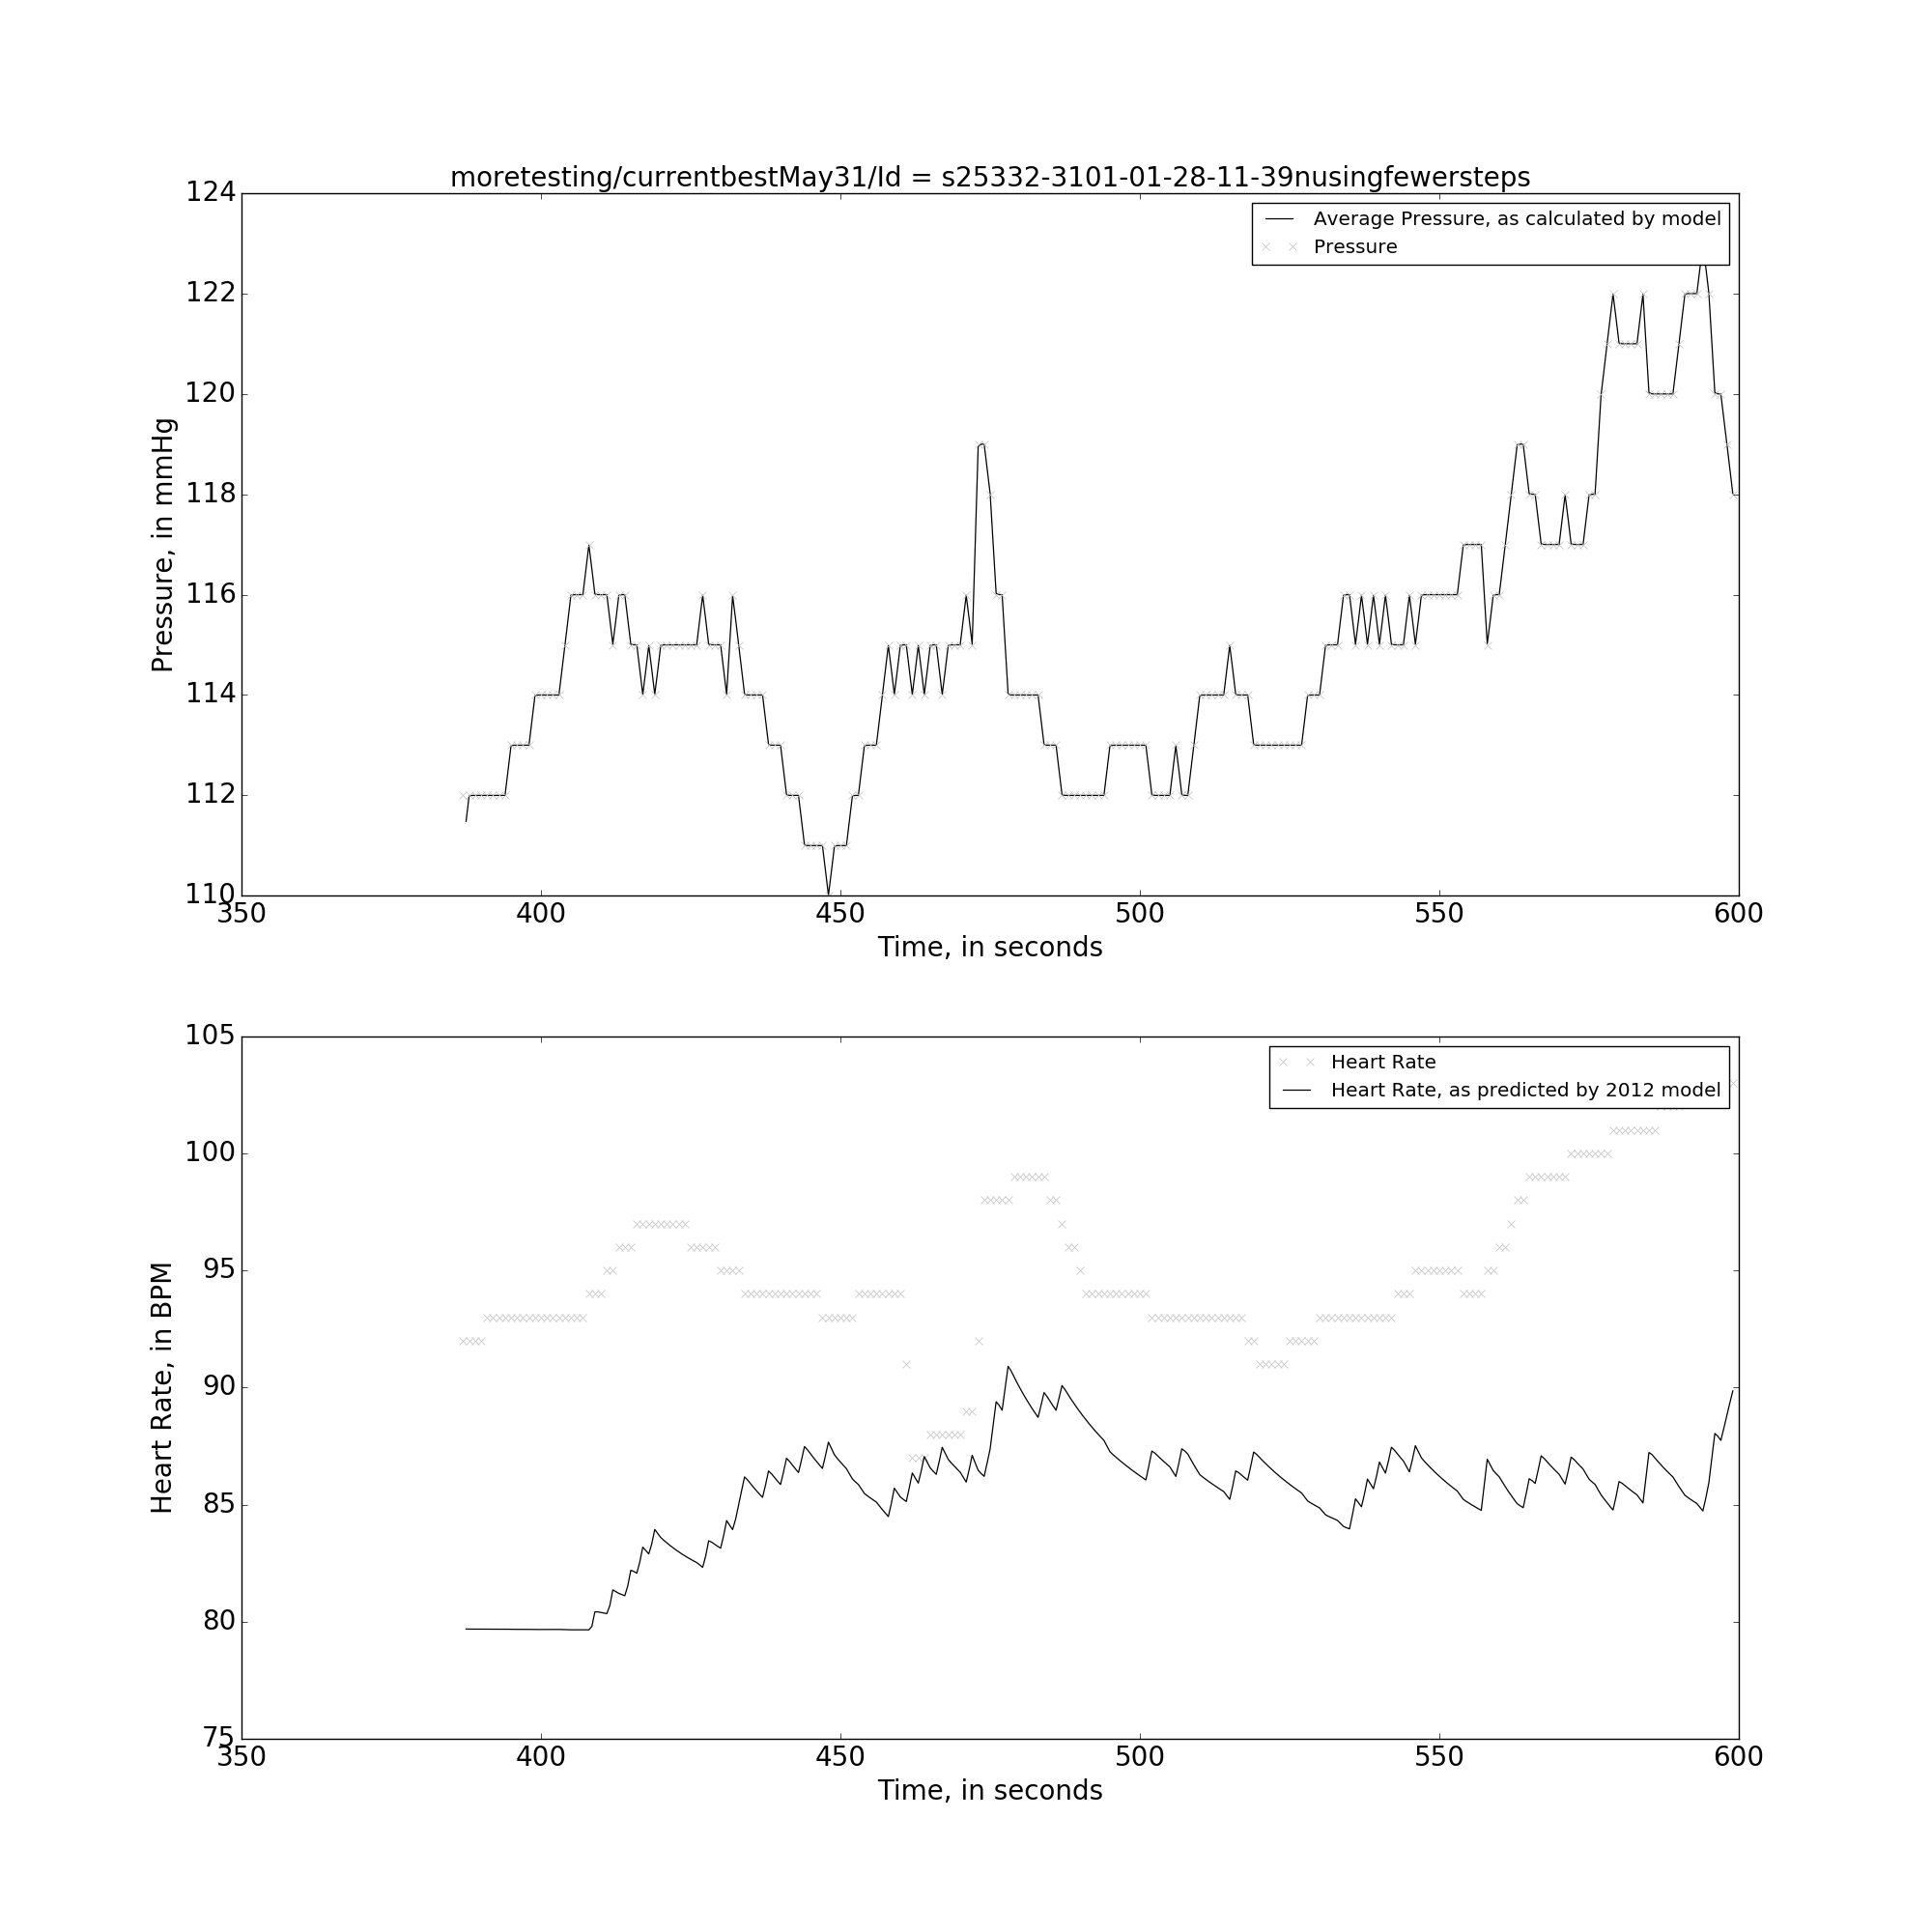 moretesting/currentbestMay31/Id = s25332-3101-01-28-11-39nusingfewersteps
124
122
120
118
116
114
112
110
Pressure, in mmHg
Average Pressure, as calculated by model
Pressure
350 400 450 500 550 600
Time, in seconds
105
100
95
90
85
80
75
Heart Rate, in BPM
Heart Rate
Heart Rate, as predicted by 2012 model
350 400 450 500 550 600
Time, in seconds